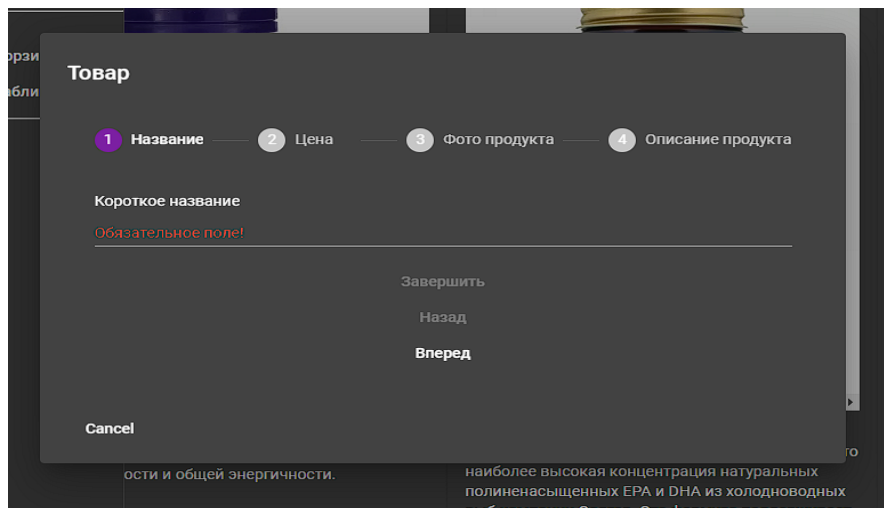 Товар
1 Название
2 Цена
3 Фото продукта
4 Описание продукта
Короткое название
Обязательное поле!
Завершить
Назад
Вперед
Cancel
ости и общей энергичности.
наиболее высокая концентрация натуральных
полиненасыщенных EPA и DHA из холодноводных